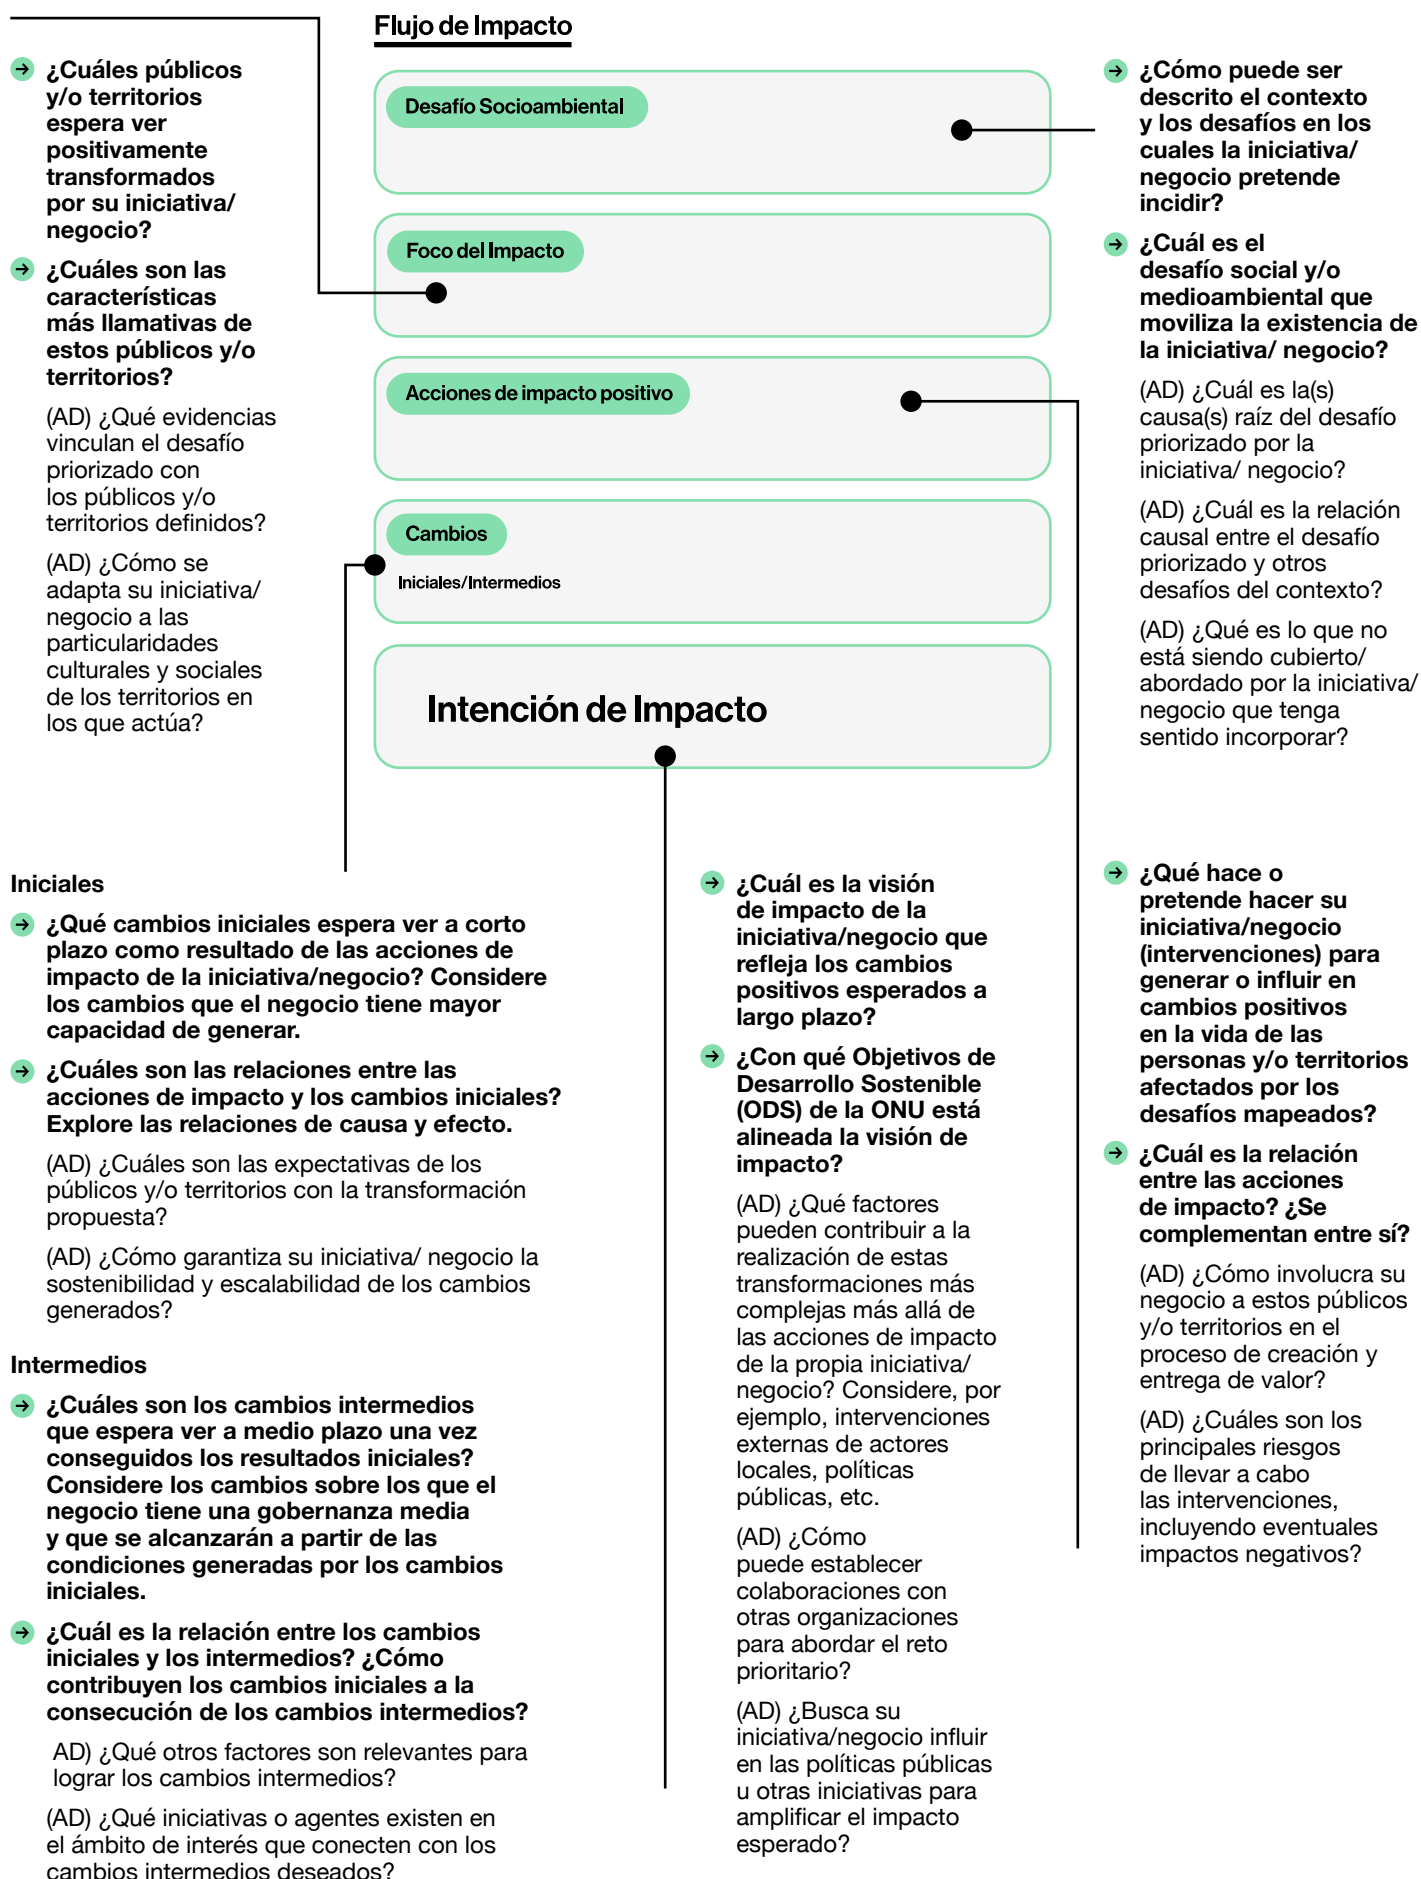 Flujo de Impacto
Desafío Socioambiental
Foco del Impacto
Acciones de impacto positivo
Cambios
Iniciales/Intermedios
Intención de Impacto
¿Cuáles públicos
y/o territorios
espera ver
positivamente
transformados
por su iniciativa/
negocio?
¿Cuáles son las
característicias
más llamativas de
estos públicos y/o
territorios?
(AD) ¿Qué evidencias
vinculan el desafío
priorizado con
los públicos y/o
territorios definidos?
(AD) ¿Cómo se
adapta su iniciativa/
negocio a las
particularidades
culturales y sociales
de los territorios en
los que actúa?
¿Cómo puede ser
descrito el contexto
y los desafíos en los
cuales la iniciativa/
negocio pretende
incidir?
¿Cuál es el
desafío social y/o
medioambiental que
moviliza la existencia de
la iniciativa/ negocio?
(AD) ¿Cuál es la(s)
causa(s) raíz del desafío
priorizado por la
iniciativa/ negocio?
(AD) ¿Cuál es la relación
causal entre el desafío
priorizado y otros
desafíos del contexto?
(AD) ¿Qué es lo que no
está siendo cubierto/
abordado por la iniciativa/
negocio que tenga
sentido incorporar?
Iniciales
¿Qué cambios iniciales espera ver a corto
plazo como resultado de las acciones de
impacto de la iniciativa/negocio? Considere
los cambios que el negocio tiene mayor
capacidad de generar.
¿Cuáles son las relaciones entre las
acciones de impacto y los cambios iniciales?
Explore las relaciones de causa y efecto.
(AD) ¿Cuáles son las expectativas de los
públicos y/o territorios con la transformación
propuesta?
(AD) ¿Cómo garantiza su iniciativa/ negocio la
sostenibilidad y escalabilidad de los cambios
generados?
Intermedios
¿Cuáles son los cambios intermedios
que espera ver a medio plazo una vez
conseguidos los resultados iniciales?
Considere los cambios sobre los que el
negocio tiene una gobernanza media
y que se alcanzarán a partir de las
condiciones generadas por los cambios
iniciales.
¿Cuál es la relación entre los cambios
iniciales y los intermedios? ¿Cómo
contribuyen los cambios iniciales a la
consecución de los cambios intermedios?
AD) ¿Qué otros factores son relevantes para
lograr los cambios intermedios?
(AD) ¿Qué iniciativas o agentes existen en
el ámbito de interés que conecten con los
cambios intermedios deseados?
¿Cuál es la visión
de impacto de la
iniciativa/negocio que
refleja los cambios
positivos esperados a
largo plazo?
¿Con qué Objetivos de
Desarrollo Sostenible
(ODS) de la ONU está
alineada la visión de
impacto?
(AD) ¿Qué factores
pueden contribuir a la
realización de estas
transformaciones más
complejas más allá de
las acciones de impacto
de la propia iniciativa/
negocio? Considere, por
ejemplo, intervenciones
externas de actores
locales, políticas
públicas, etc.
(AD) ¿Cómo
puede establecer
colaboraciones con
otras organizaciones
para abordar el reto
prioritario?
(AD) ¿Busca su
iniciativa/negocio influir
en las políticas públicas
u otras iniciativas para
amplificar el impacto
esperado?
¿Qué hace o
pretende hacer su
iniciativa/negocio
(intervenciones) para
generar o influir en
cambios positivos
en la vida de las
personas y/o territorios
afectados por los
desafíos mapeados?
¿Cuál es la relación
entre las acciones
de impacto? ¿Se
complementan entre sí?
(AD) ¿Cómo involucra su
negocio a estos públicos
y/o territorios en el
proceso de creación y
entrega de valor?
(AD) ¿Cuáles son los
principales riesgos
de llevar a cabo
las intervenciones,
incluyendo eventuales
impactos negativos?